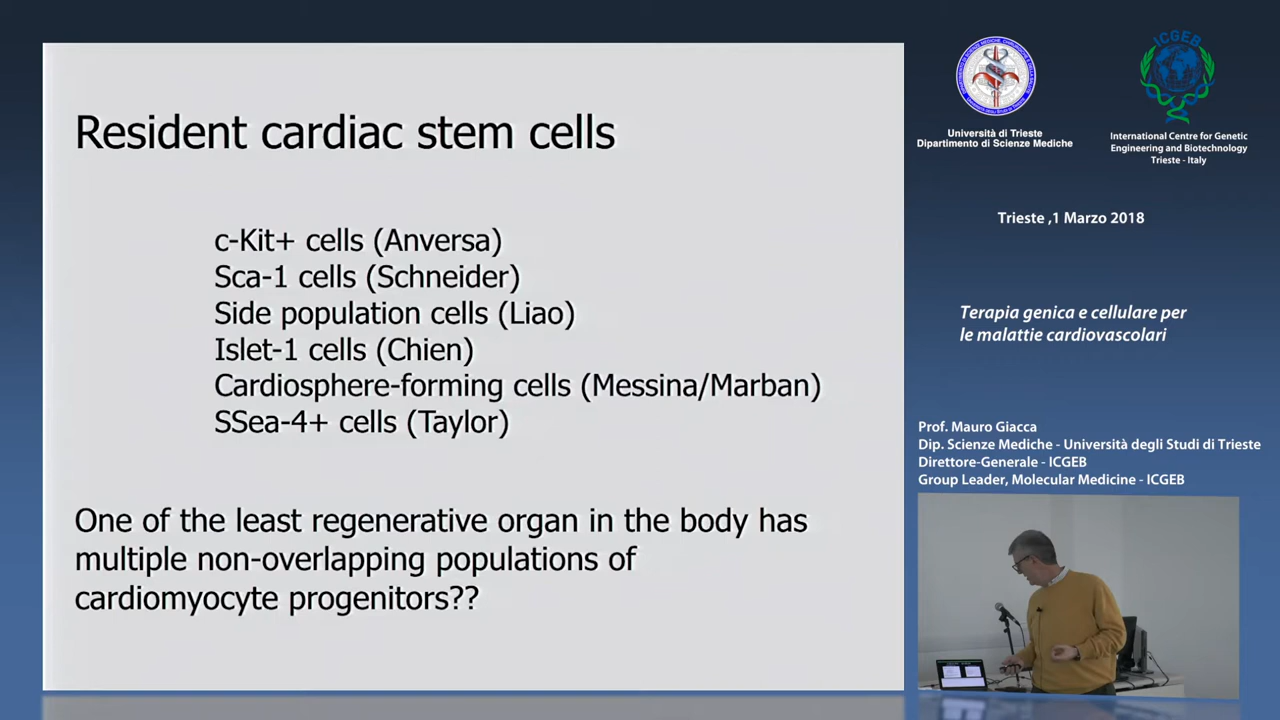 Resident cardiac stem cells
c-Kit+ cells (Anversa)
Sca-1 cells (Schneider)
Side population cells (Liao)
Islet-1 cells (Chien)
Cardiosphere-forming cells (Messina/Marban)
SSea-4+ cells (Taylor)
One of the least regenerative organ in the body has
multiple non-overlapping populations of
cardiomyocyte progenitors??
Università di Trieste
Dipartimento di Scienze Mediche
ICGEB
International Centre for Genetic
Engineering and Biotechnology
Trieste - Italy
Trieste ,1 Marzo 2018
Terapia genica e cellulare per
le malattie cardiovascolari
Prof. Mauro Giacca
Dip. Scienze Mediche - Università degli Studi di Trieste
Direttore-Generale - ICGEB
Group Leader, Molecular Medicine - ICGEB